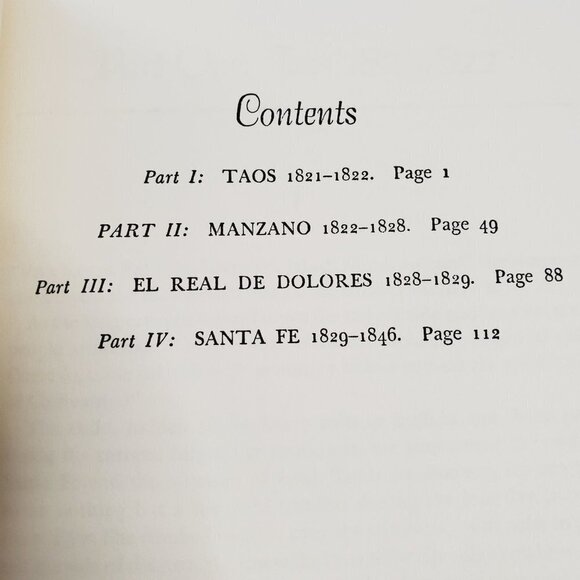 Contents
Part I: TAOS 1821–1822. Page 1
PART II: MANZANO 1822–1828. Page 49
Part III: EL REAL DE DOLORES 1828–1829. Page 88
Part IV: SANTA FE 1829–1846. Page 112